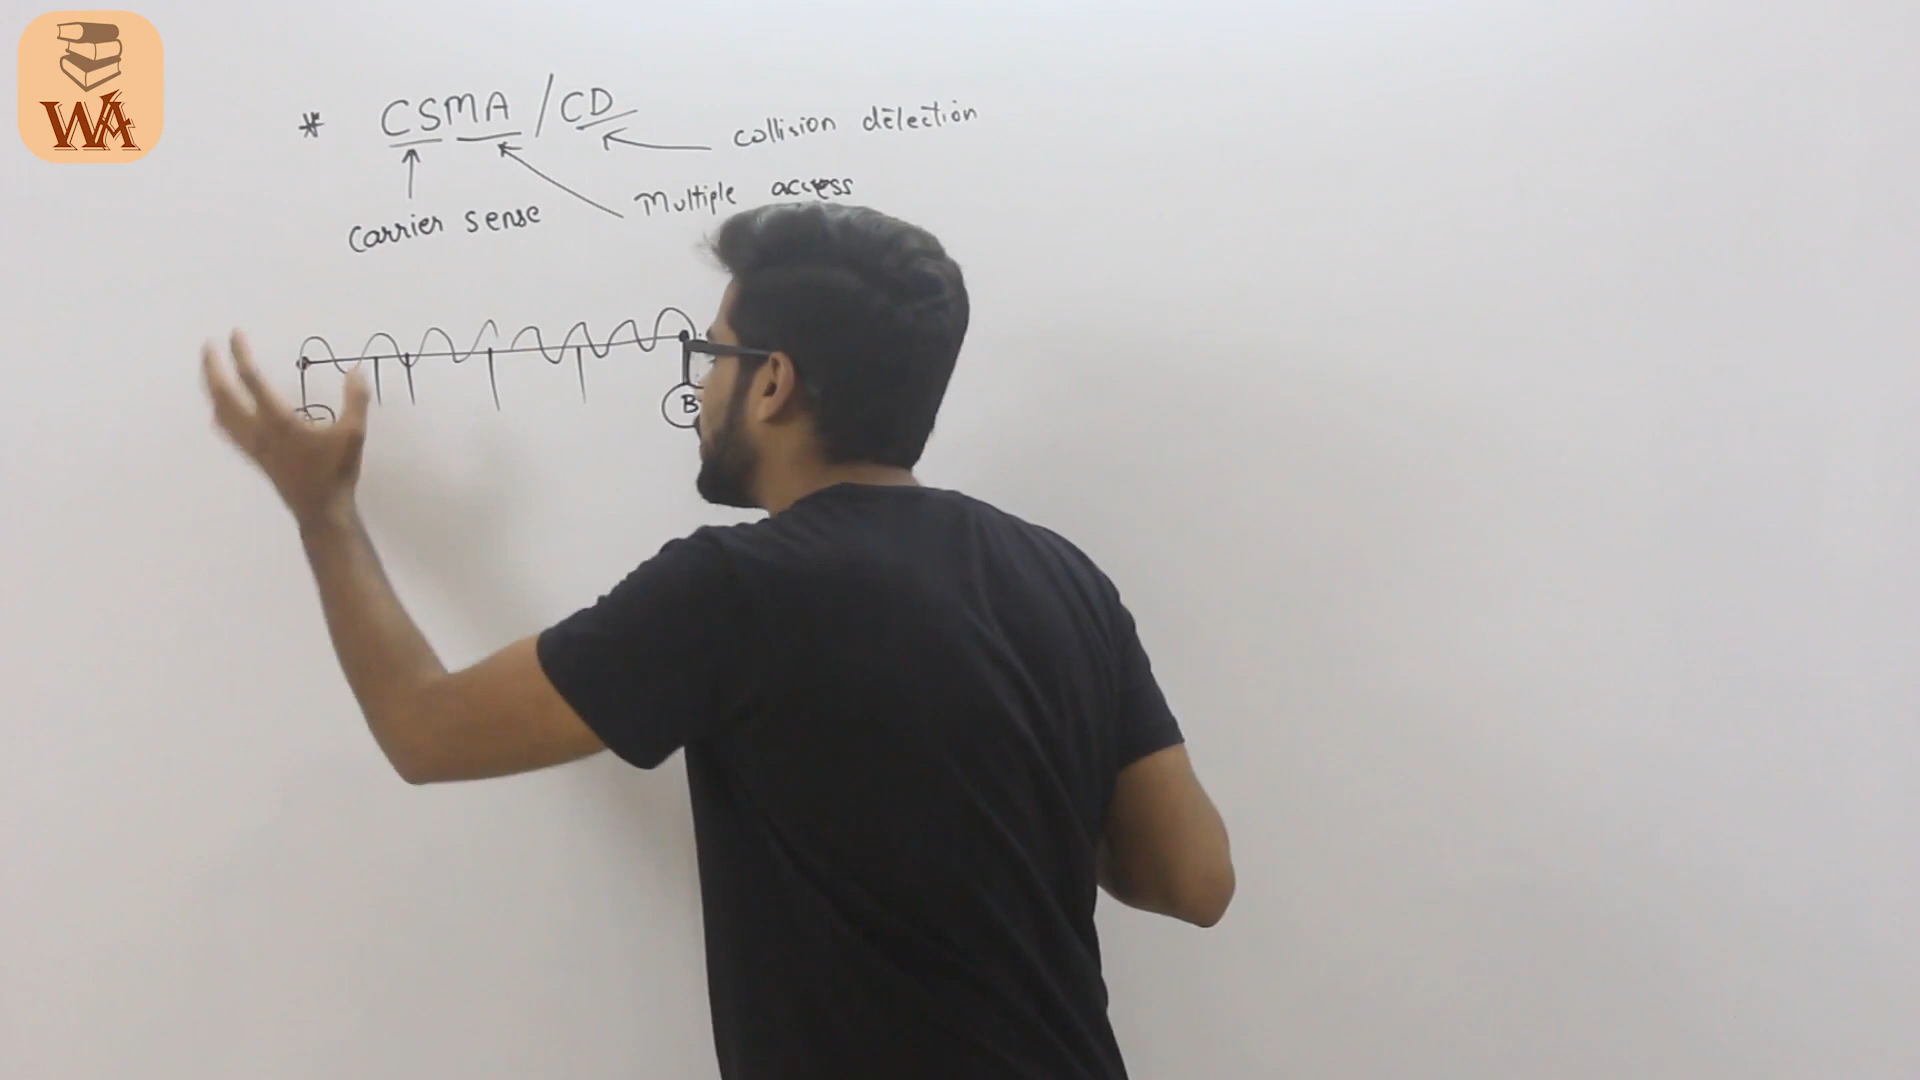 WA
* CSMA / CD
collision detection
Multiple access
Carrier sense
B